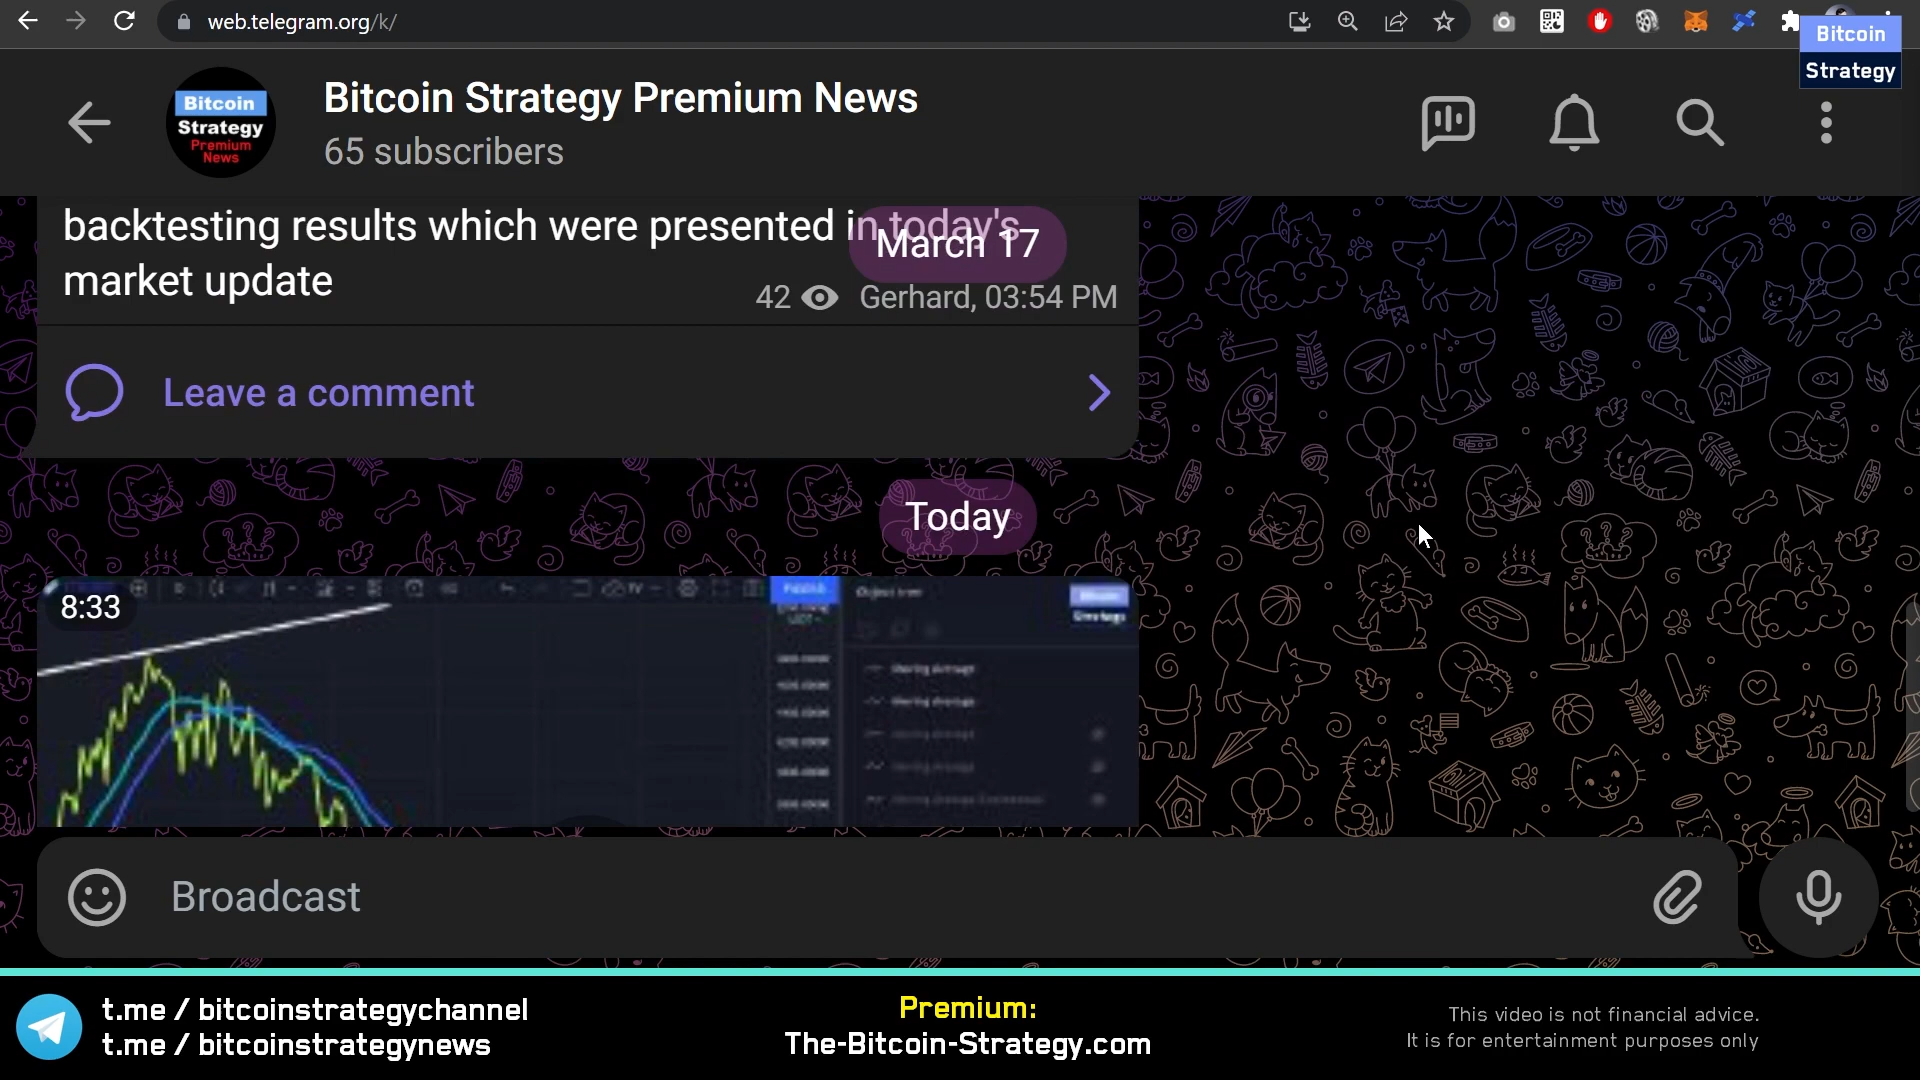 web.telegram.org/k/
Bitcoin
Strategy
Bitcoin
Strategy
Premium
News
Bitcoin Strategy Premium News
65 subscribers
backtesting results which were presented in today's
March 17
market update
42 Gerhard, 03:54 PM
Leave a comment
Today
8:33
Broadcast
t.me / bitcoinstrategychannel
t.me / bitcoinstrategynews
Premium:
The-Bitcoin-Strategy.com
This video is not financial advice.
It is for entertainment purposes only